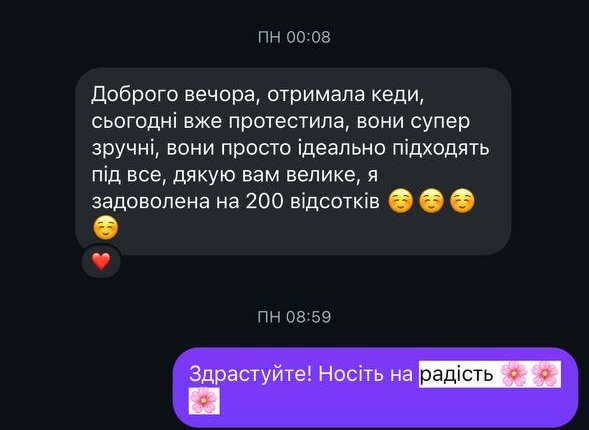 ПН 00:08
Доброго вечора, отримала кеди,
сьогодні вже протестила, вони супер
зручні, вони просто ідеально підходять
під все, дякую вам велике, я
задоволена на 200 відсотків ☺️☺️☺️
☺️
❤️
ПН 08:59
Здрастуйте! Носіть на радість 🌸🌸
🌸